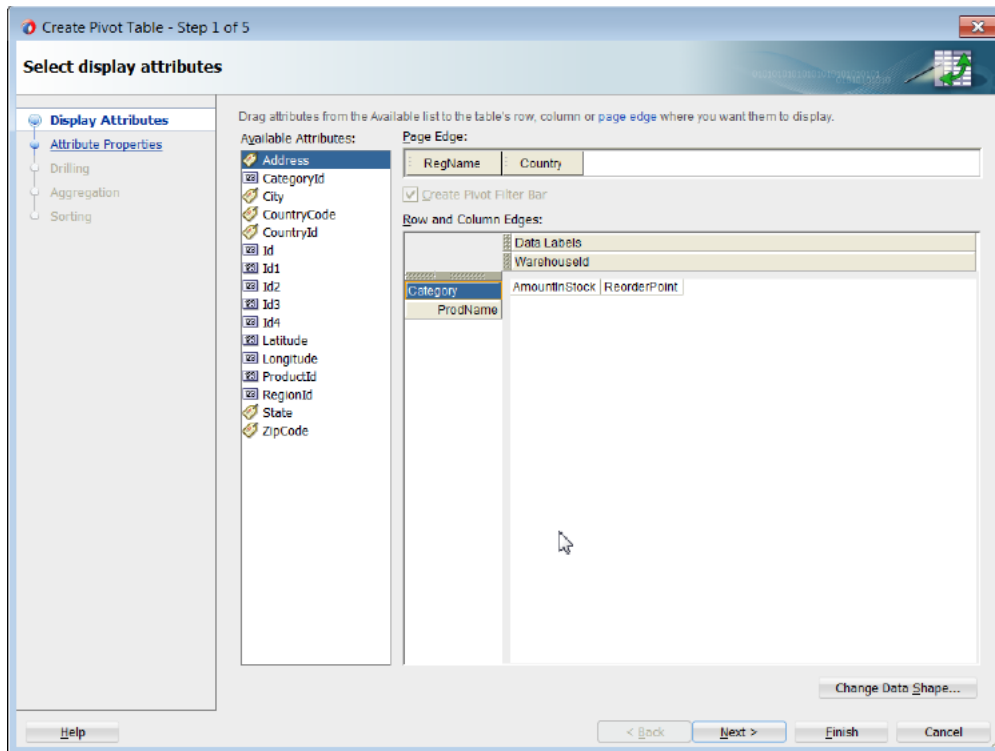 Create Pivot Table - Step 1 of 5
Select display attributes
Display Attributes
Attribute Properties
Drilling
Aggregation
Sorting
Drag attributes from the Available list to the table's row, column or page edge where you want them to display.
Available Attributes:
Address
CategoryId
City
CountryCode
CountryId
Id
Id1
Id2
Id3
Id4
Latitude
Longitude
ProductId
RegionId
State
ZipCode
Page Edge:
RegName Country
Create Pivot Filter Bar
Row and Column Edges:
Data Labels
WarehouseId
Category AmountInStock ReorderPoint
ProdName
Change Data Shape...
Help < Back Next > Finish Cancel